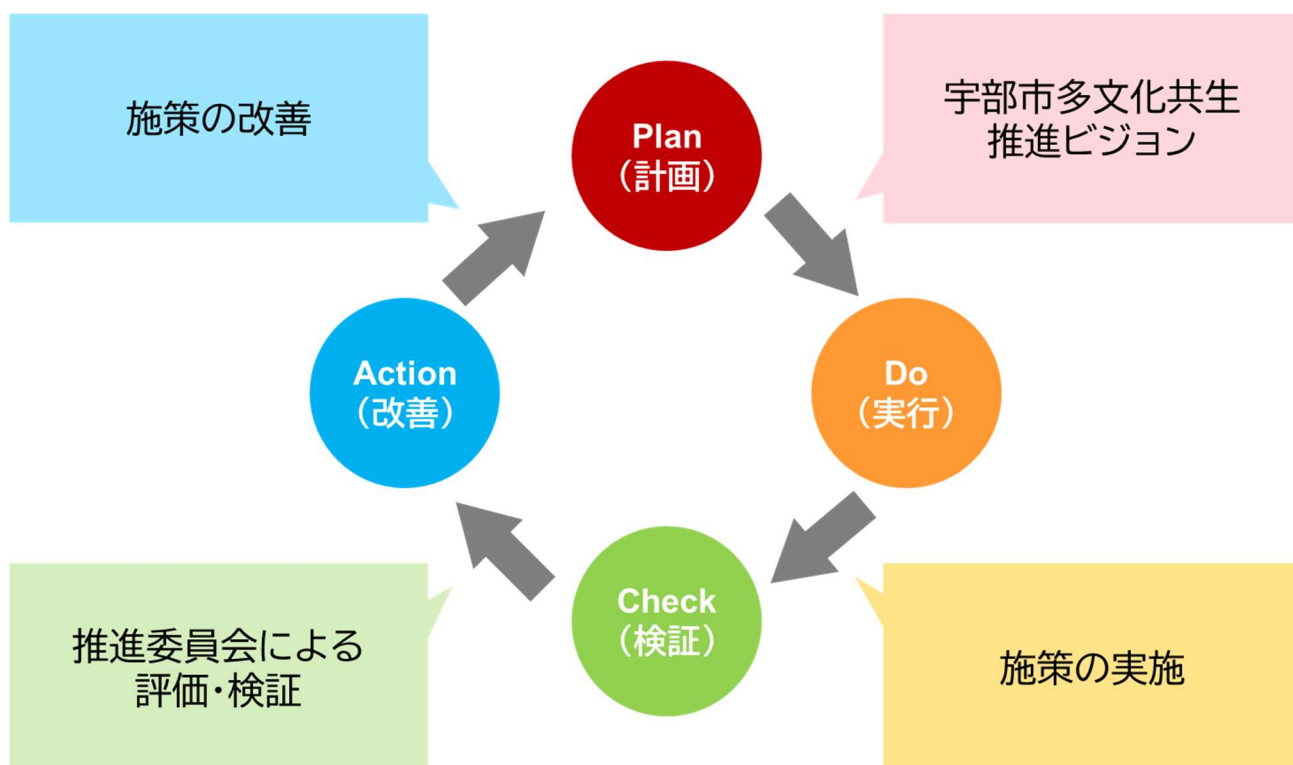 施策の改善
Plan
（計画）
宇部市多文化共生
推進ビジョン
Action
（改善）
Do
（実行）
推進委員会による
評価・検証
Check
（検証）
施策の実施